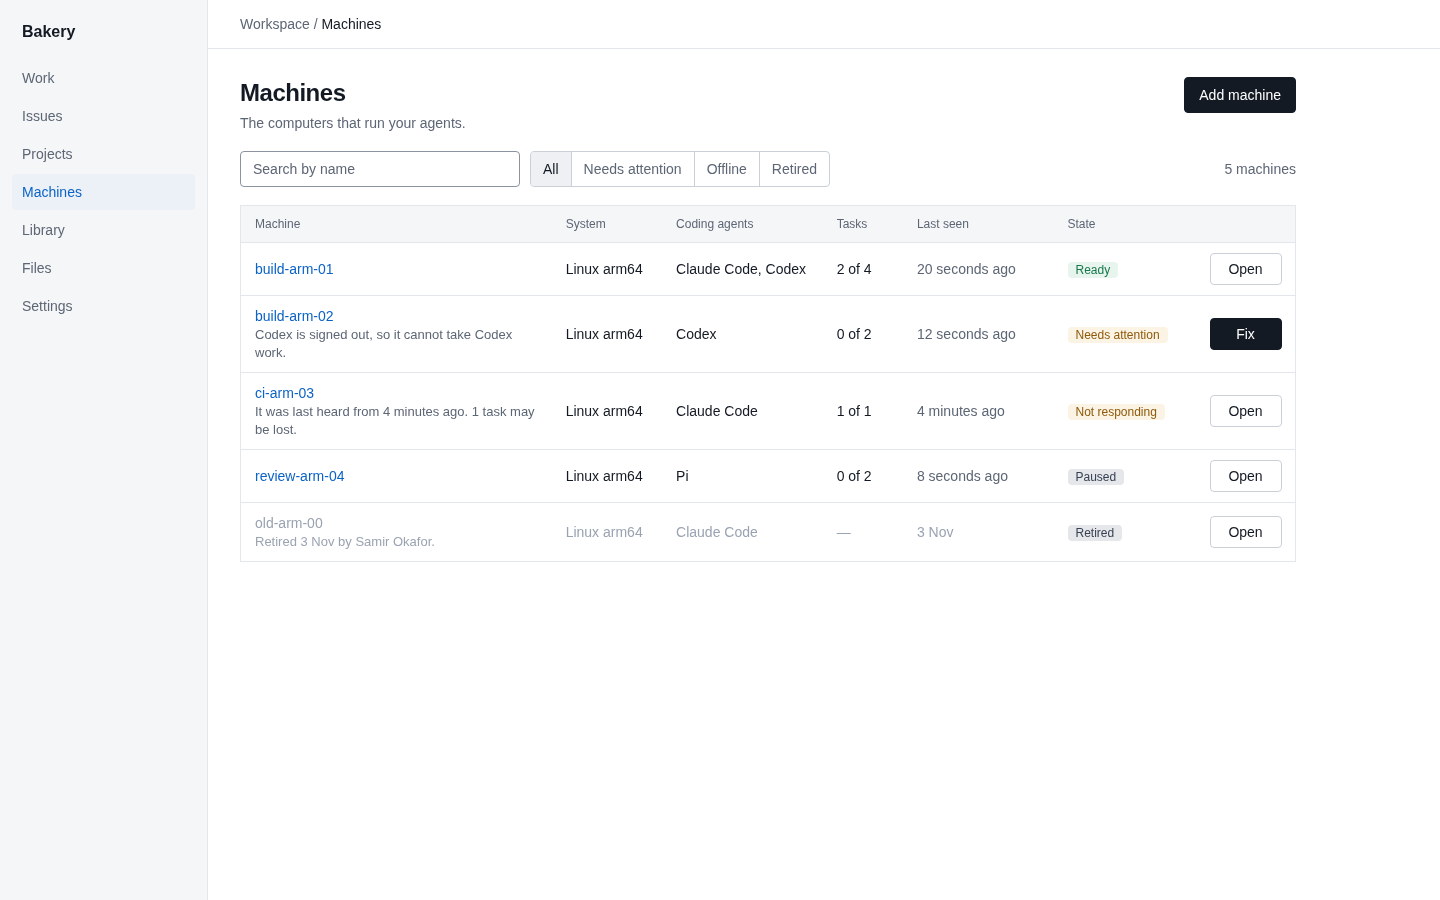 Bakery
Work
Issues
Projects
Machines
Library
Files
Settings
Workspace / Machines
Machines
Add machine
The computers that run your agents.
Search by name
All
Needs attention
Offline
Retired
5 machines
Machine System Coding agents Tasks Last seen State
build-arm-01 Linux arm64 Claude Code, Codex 2 of 4 20 seconds ago Ready Open
build-arm-02
Codex is signed out, so it cannot take Codex
work.
Linux arm64 Codex 0 of 2 12 seconds ago Needs attention Fix
ci-arm-03
It was last heard from 4 minutes ago. 1 task may
be lost.
Linux arm64 Claude Code 1 of 1 4 minutes ago Not responding Open
review-arm-04 Linux arm64 Pi 0 of 2 8 seconds ago Paused Open
old-arm-00
Retired 3 Nov by Samir Okafor.
Linux arm64 Claude Code — 3 Nov Retired Open